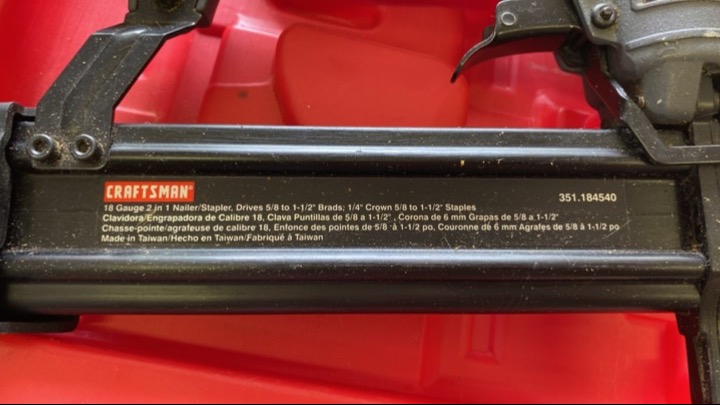 CRAFTSMAN®
351.184540
18 Gauge 2 in 1 Nailer/Stapler, Drives 5/8 to 1-1/2" Brads; 1/4" Crown 5/8 to 1-1/2" Staples
Clavidora/Engrapadora de Calibre 18, Clava Puntillas de 5/8 a 1-1/2", Corona de 6 mm Grapas de 5/8 a 1-1/2"
Chasse-pointe/agrafeuse de calibre 18, Enfonce des pointes de 5/8 à 1-1/2 po, Couronne de 6 mm Agrafes de 5/8 à 1-1/2 po
Made in Taiwan/Hecho en Taiwan/Fabriqué à Taiwan